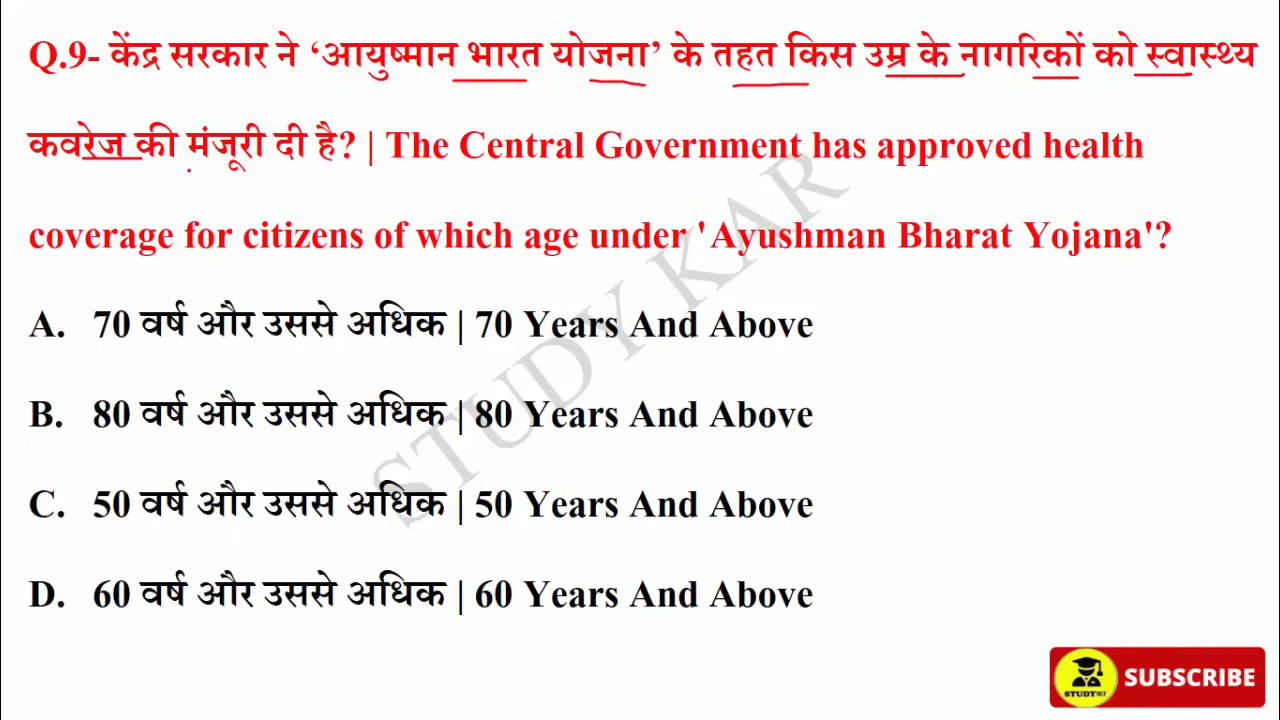 Q.9- केंद्र सरकार ने ‘आयुष्मान भारत योजना’ के तहत किस उम्र के नागरिकों को स्वास्थ्य
कवरेज की मंजूरी दी है? | The Central Government has approved health
coverage for citizens of which age under 'Ayushman Bharat Yojana'?
A. 70 वर्ष और उससे अधिक | 70 Years And Above
B. 80 वर्ष और उससे अधिक | 80 Years And Above
C. 50 वर्ष और उससे अधिक | 50 Years And Above
D. 60 वर्ष और उससे अधिक | 60 Years And Above
STUDY KAR
STUDYकर
SUBSCRIBE